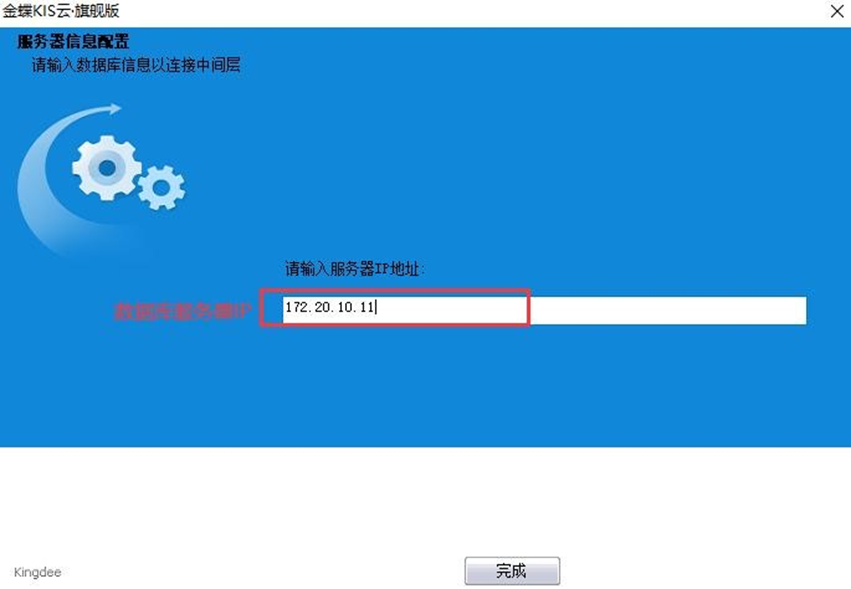 金蝶KIS云·旗舰版
服务器信息配置
请输入数据库信息以连接中间层
请输入服务器IP地址:
数据库服务器IP
172.20.10.11
Kingdee
完成